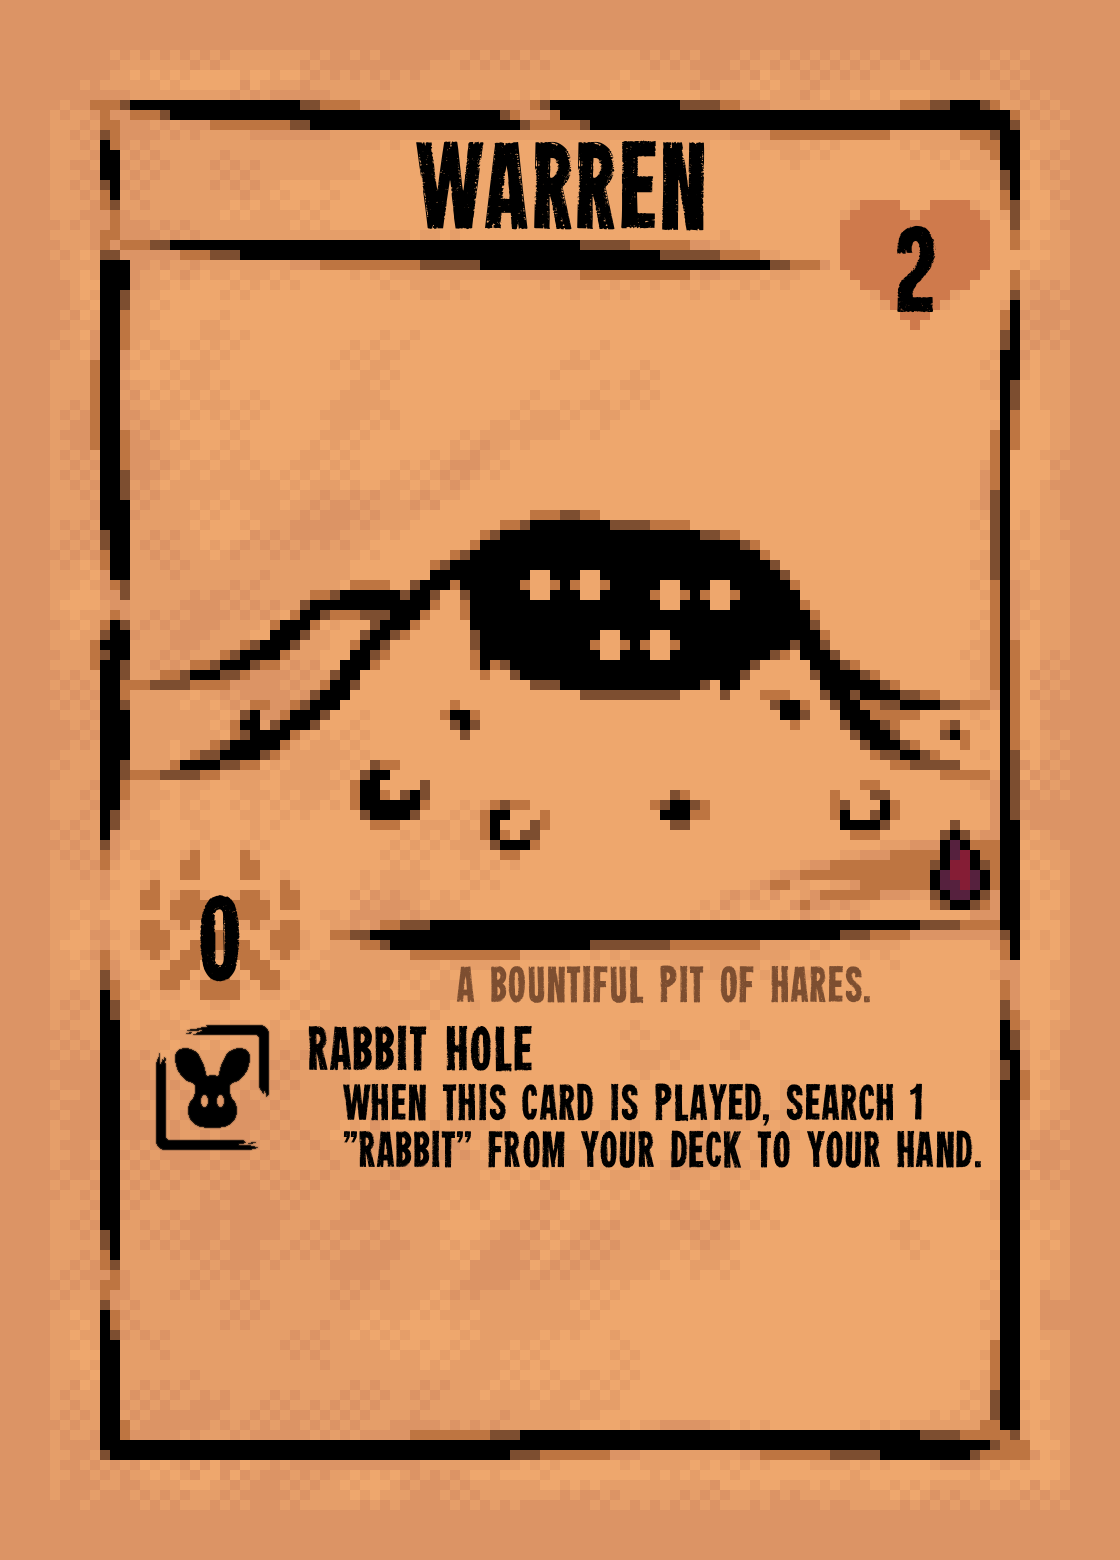 WARREN
2
0
A BOUNTIFUL PIT OF HARES.
RABBIT HOLE
WHEN THIS CARD IS PLAYED, SEARCH 1
"RABBIT" FROM YOUR DECK TO YOUR HAND.